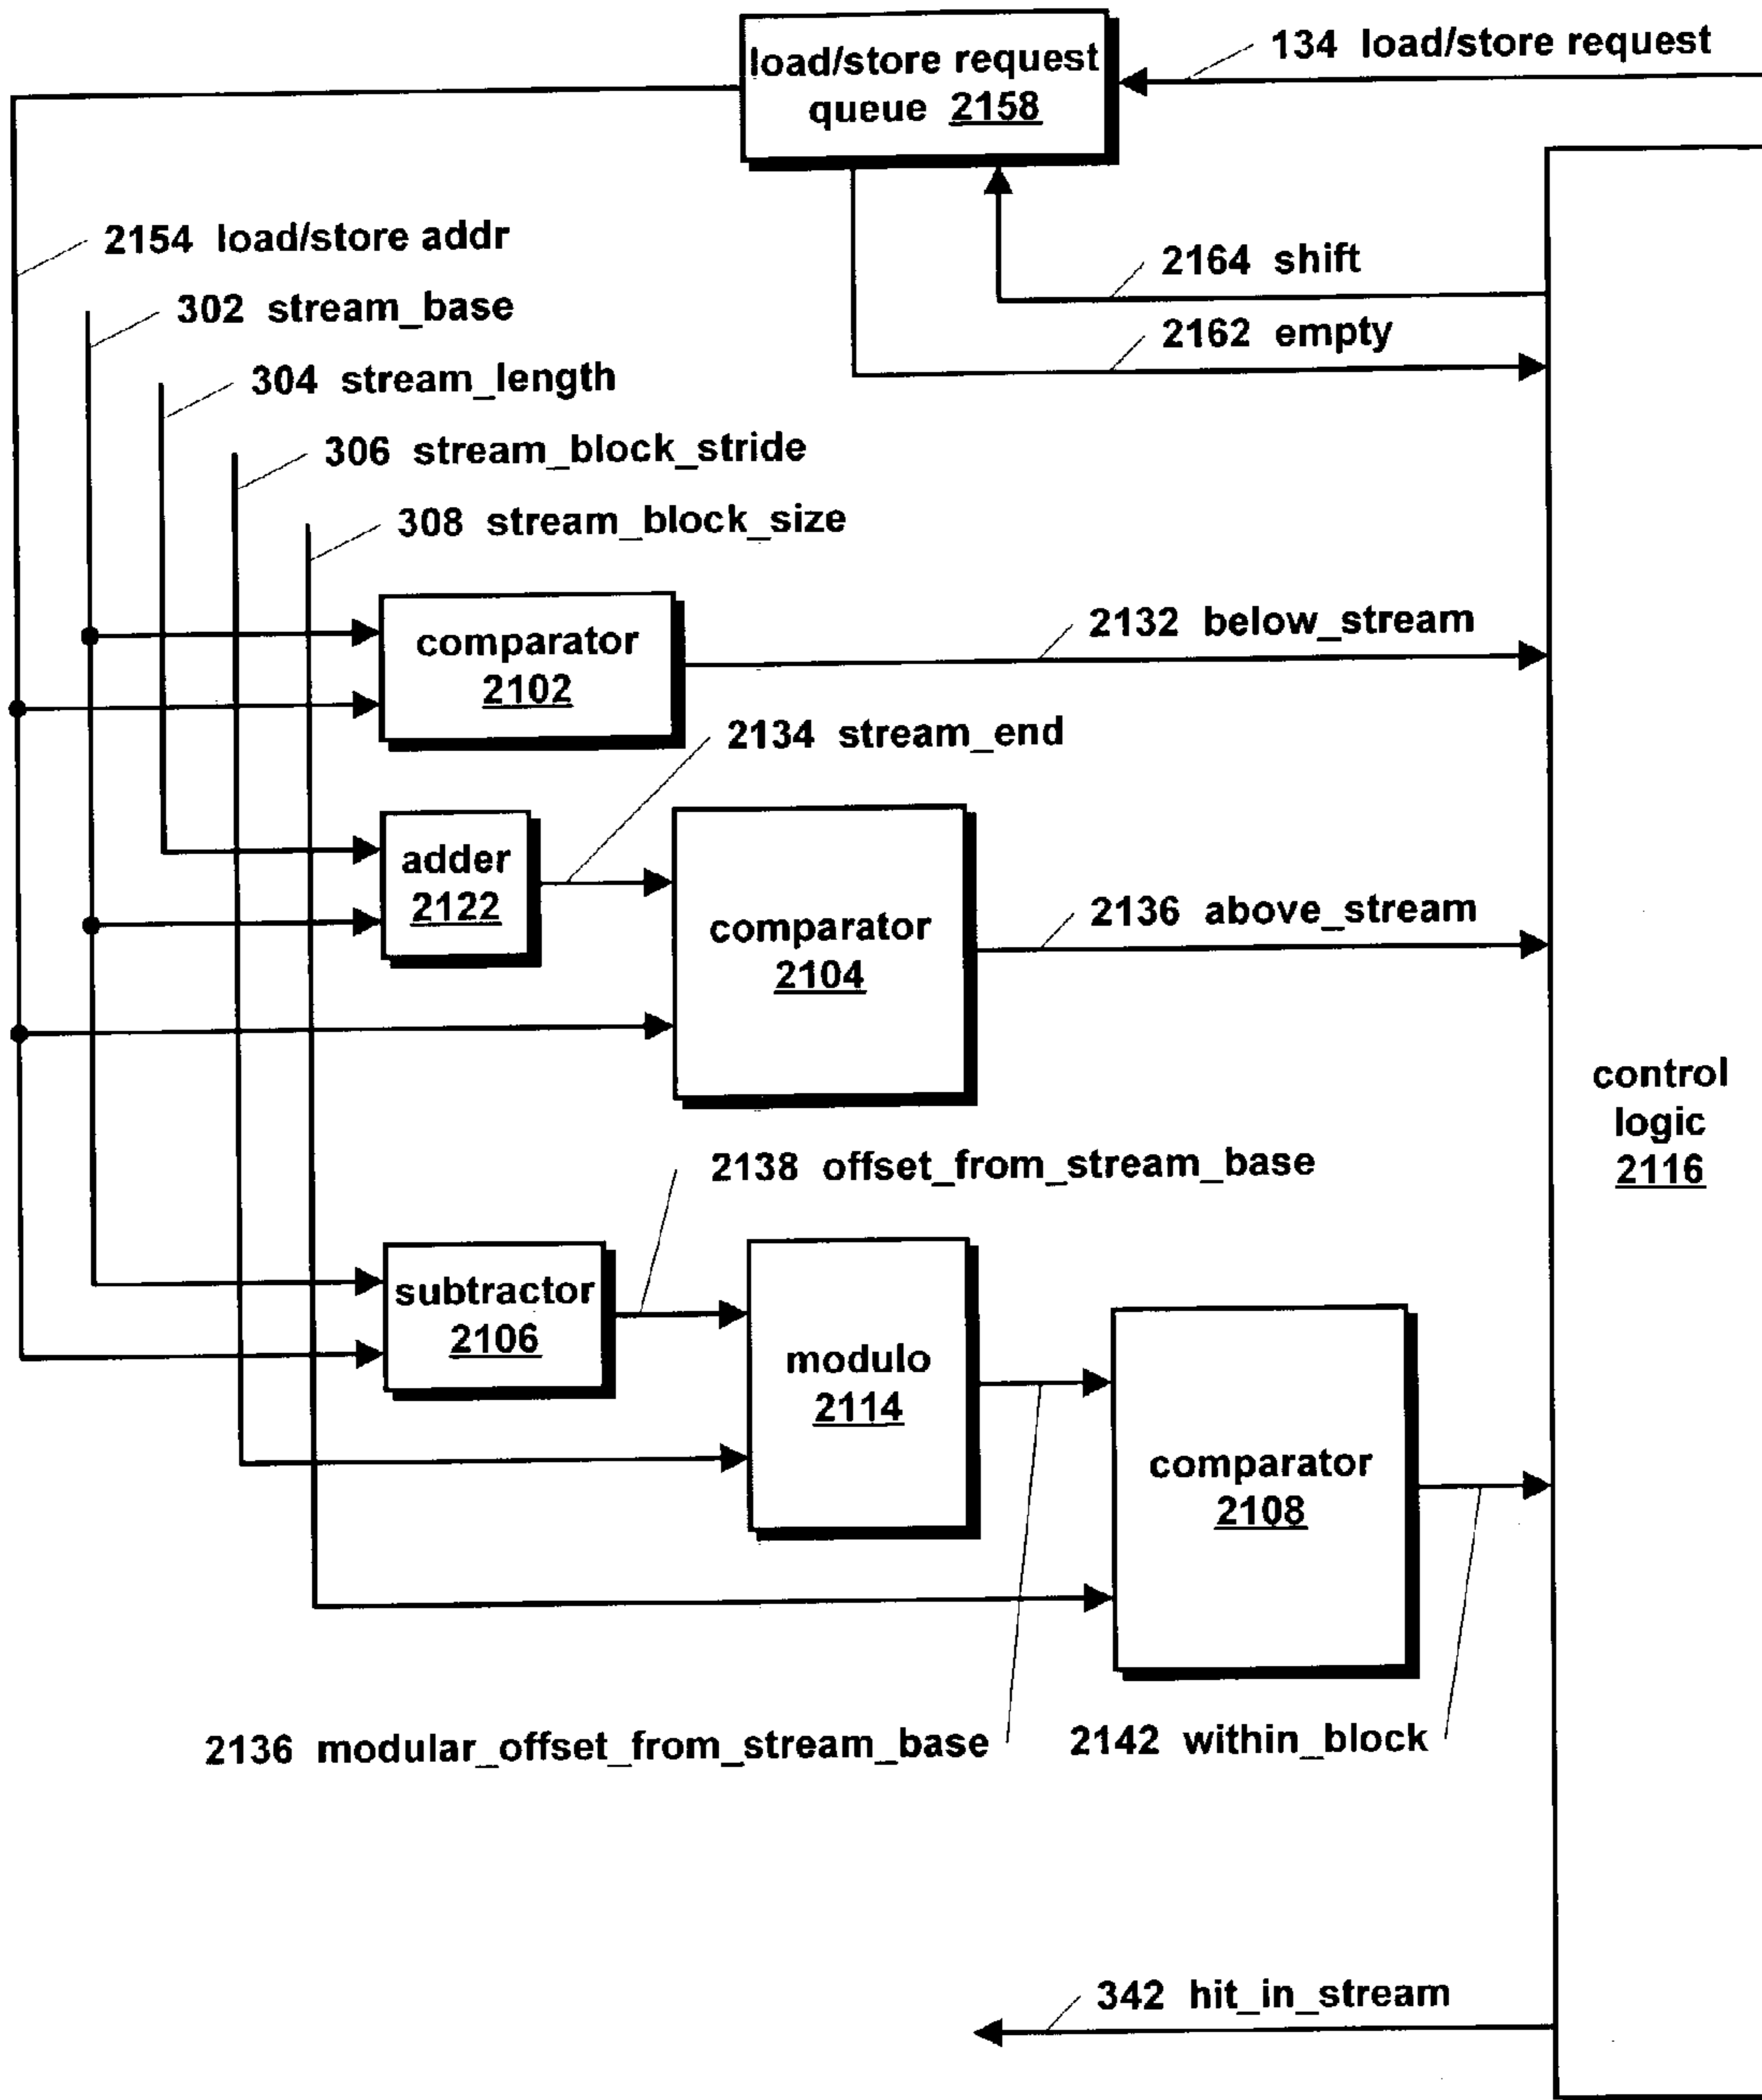 load/store request
queue 2158
134 load/store request
2154 load/store addr
2164 shift
302 stream_base
2162 empty
304 stream_length
306 stream_block_stride
308 stream_block_size
comparator
2102
2132 below_stream
2134 stream_end
adder
2122
comparator
2104
2136 above_stream
control
logic
2116
2138 offset_from_stream_base
subtractor
2106
modulo
2114
comparator
2108
2136 modular_offset_from_stream_base
2142 within_block
342 hit_in_stream